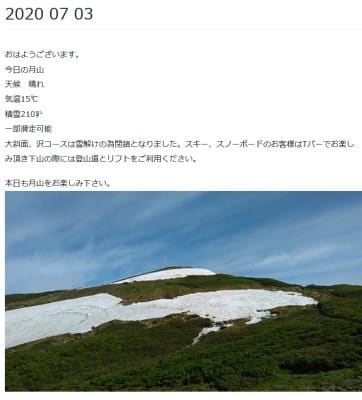 2020 07 03
おはようございます。
今日の月山
天候　晴れ
気温15℃
積雪210㌢
一部滑走可能
大斜面、沢コースは雪解けの為閉鎖となりました。スキー、スノーボードのお客様はTバーでお楽し
み頂き下山の際には登山道とリフトをご利用ください。
本日も月山をお楽しみ下さい。